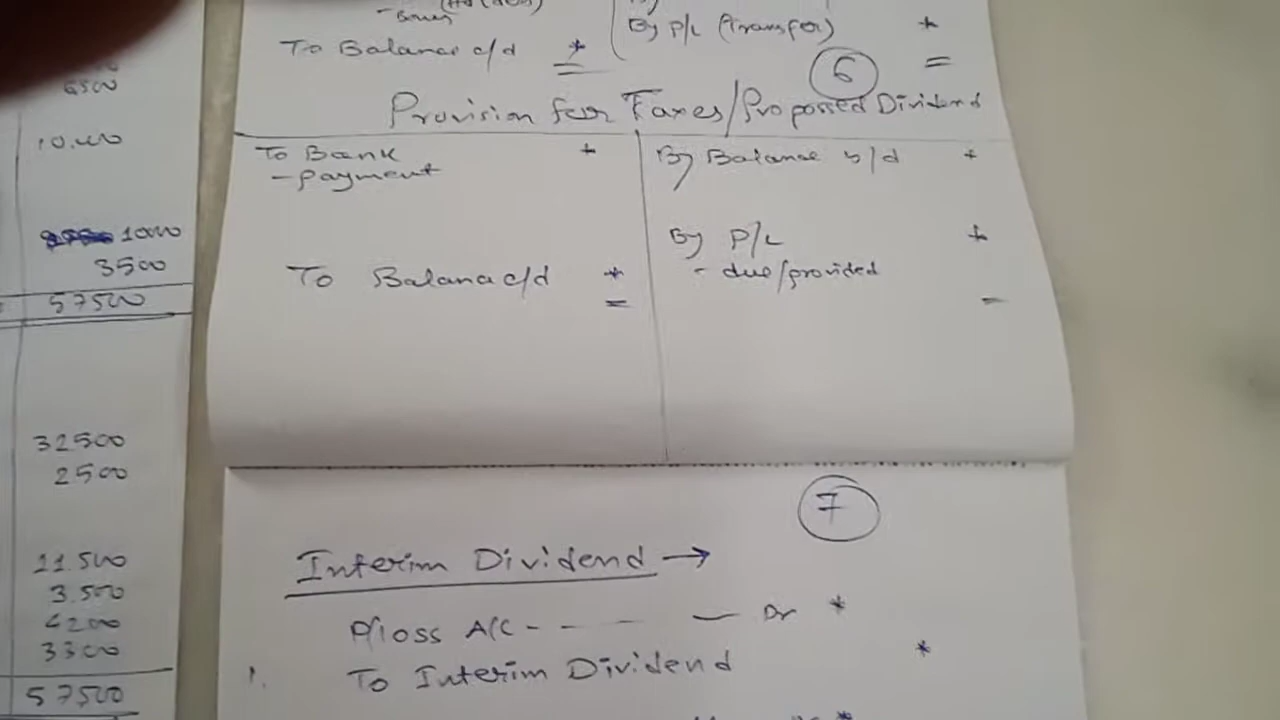 6500
10,000
1000
3500
57500
32500
2500
11500
3500
4200
3300
57500
To Balance c/d *
By P/L (Transfer) *
6
Provision for Taxes/Proposed Dividend
To Bank *
- payment
To Balance c/d *
By Balance b/d *
By P/L *
- due/provided
7
Interim Dividend →
P/loss A/C - - — — Dr *
1. To Interim Dividend *